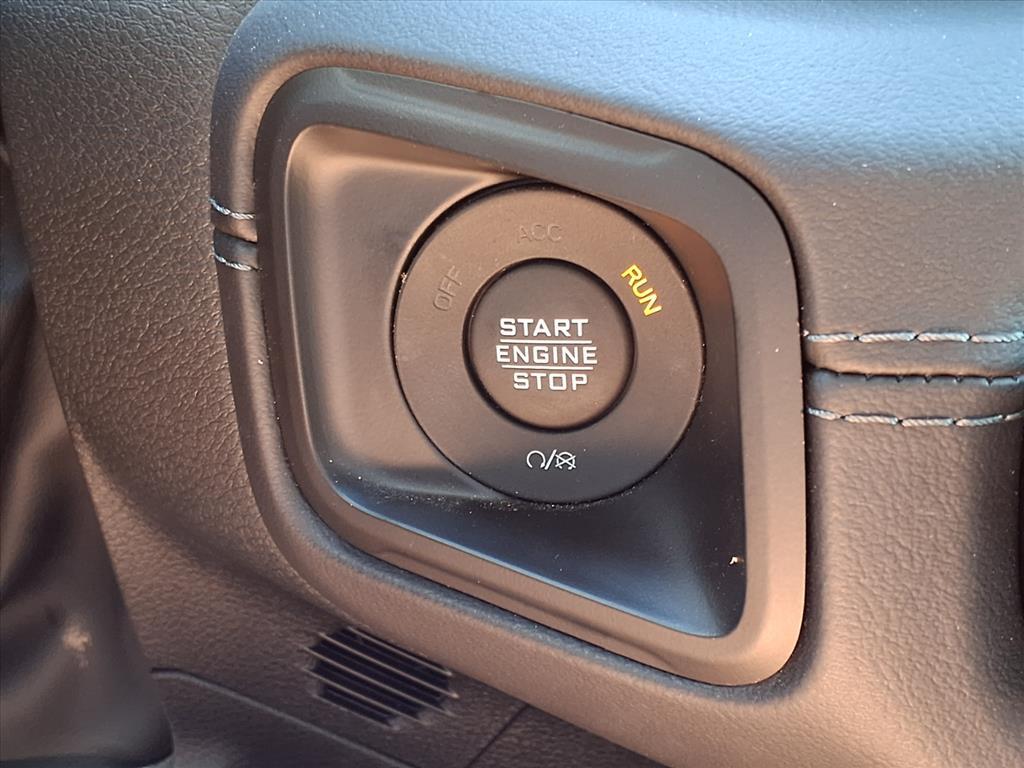 ACC
OFF
RUN
START
ENGINE
STOP